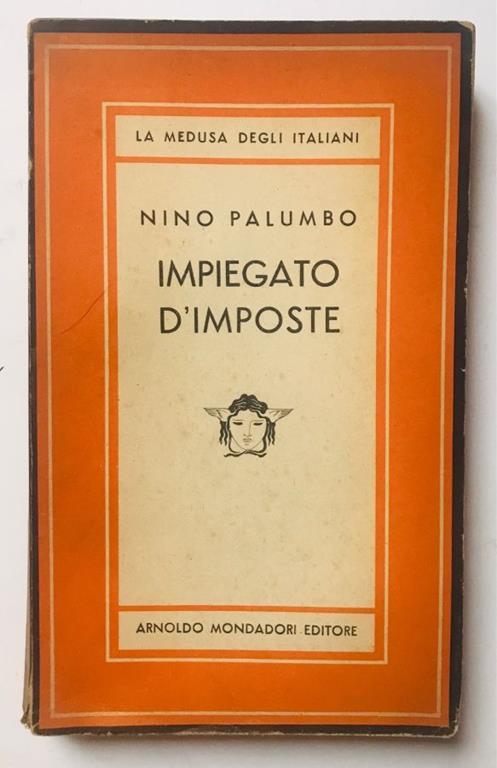 LA MEDUSA DEGLI ITALIANI
NINO PALUMBO
IMPIEGATO
D'IMPOSTE
ARNOLDO MONDADORI EDITORE